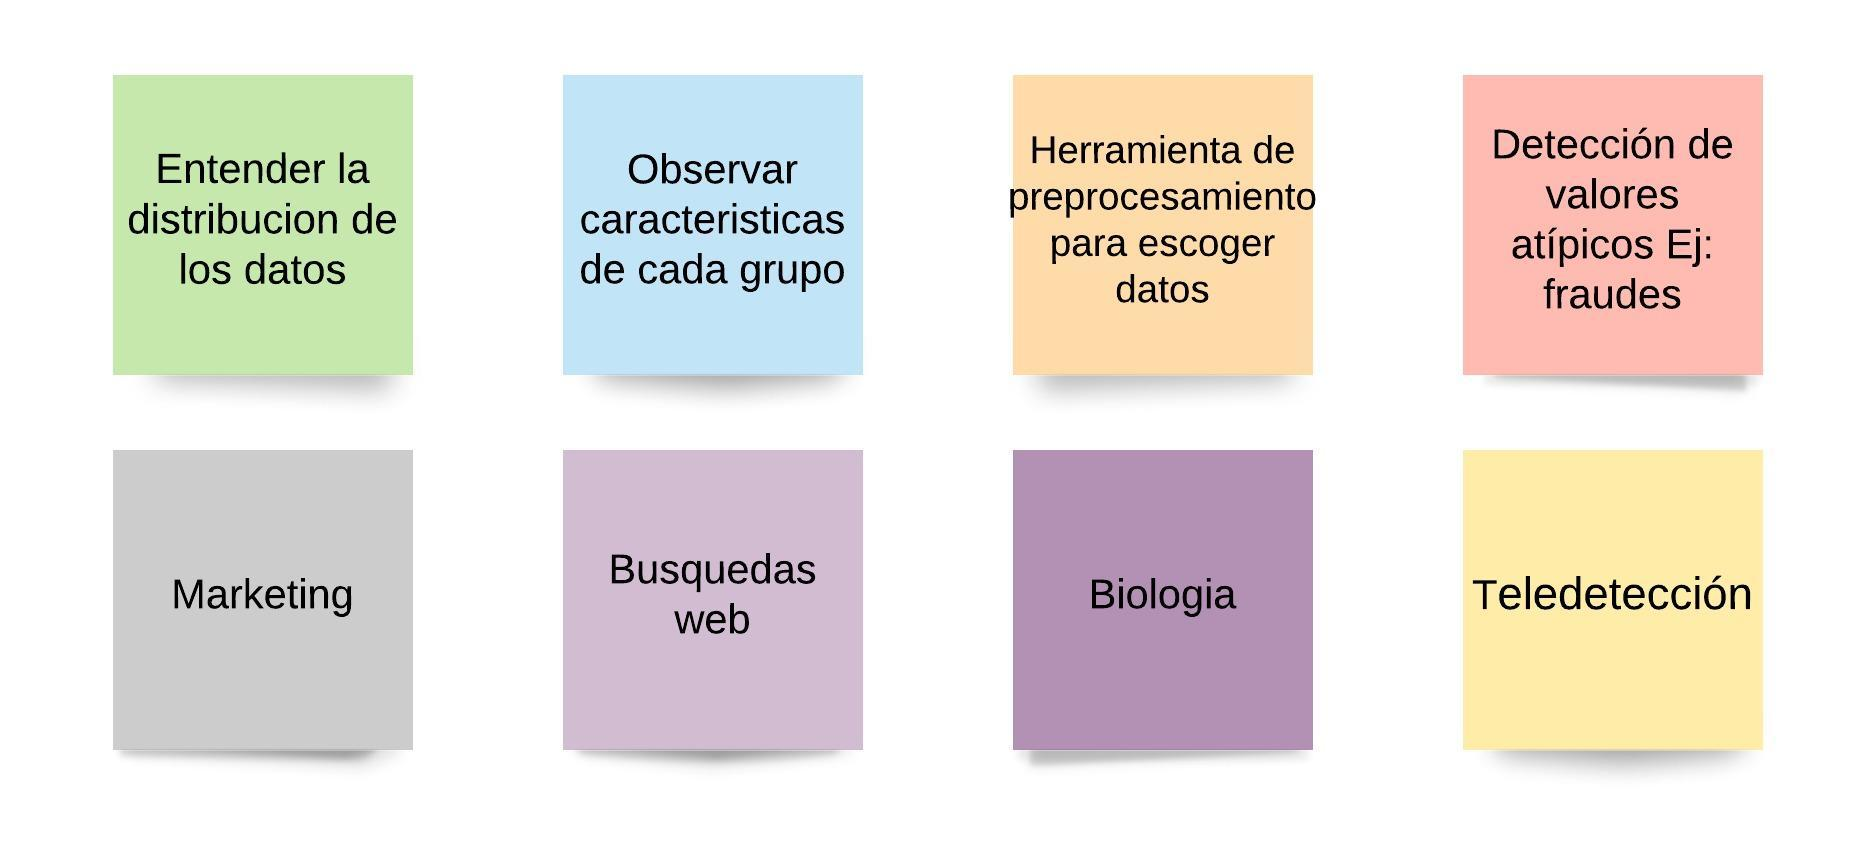 Entender la
distribucion de
los datos
Observar
caracteristicas
de cada grupo
Herramienta de
preprocesamiento
para escoger
datos
Detección de
valores
atípicos Ej:
fraudes
Marketing
Busquedas
web
Biologia
Teledetección